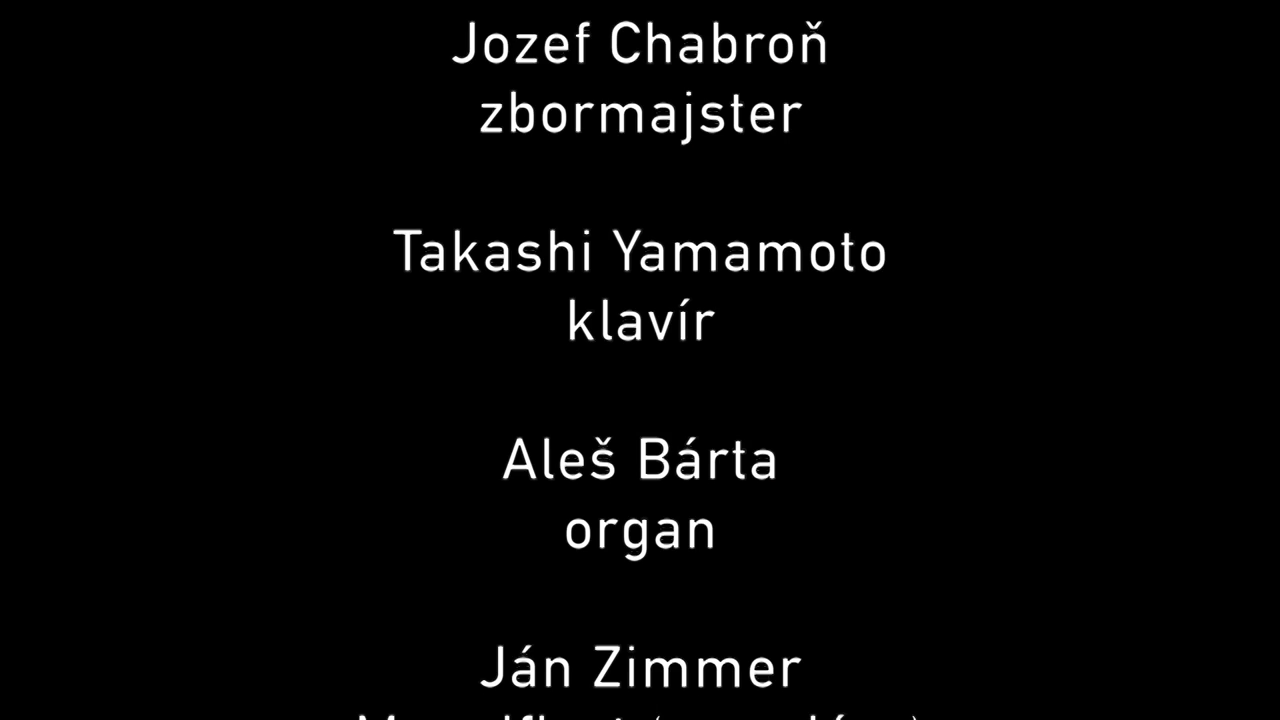 Jozef Chabroň
zbormajster
Takashi Yamamoto
klavír
Aleš Bárta
organ
Ján Zimmer